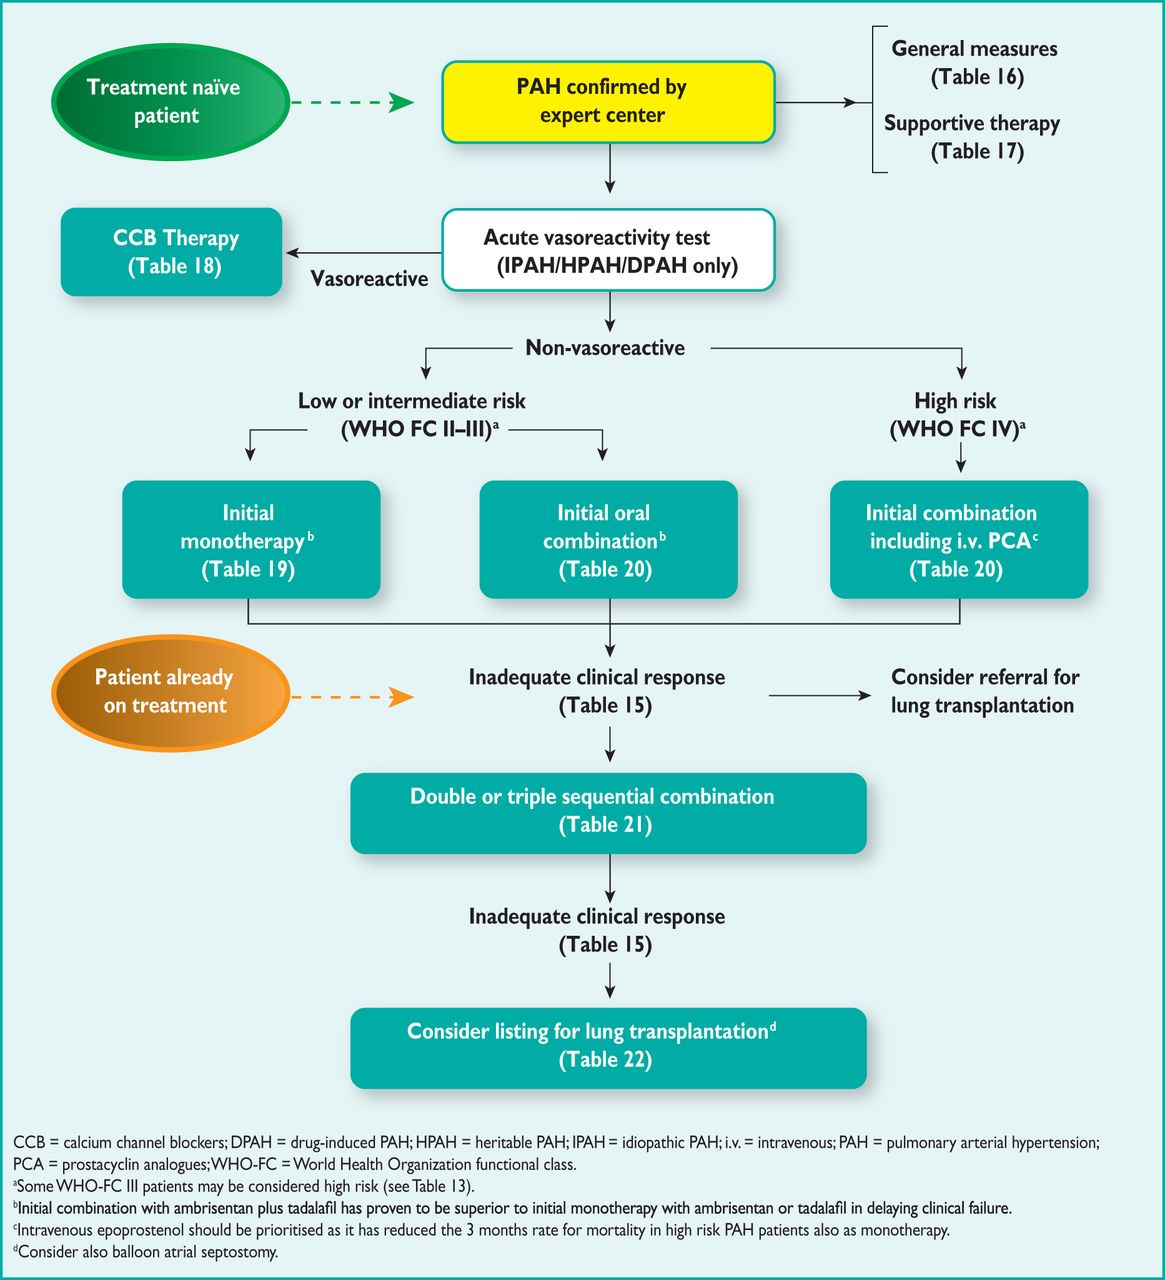 Treatment naïve
patient
PAH confirmed by
expert center
General measures
(Table 16)
Supportive therapy
(Table 17)
CCB Therapy
(Table 18)
Vasoreactive
Acute vasoreactivity test
(IPAH/HPAH/DPAH only)
Non-vasoreactive
Low or intermediate risk
(WHO FC II–III)ᵃ
High risk
(WHO FC IV)ᵃ
Initial
monotherapyᵇ
(Table 19)
Initial oral
combinationᵇ
(Table 20)
Initial combination
including i.v. PCAᶜ
(Table 20)
Patient already
on treatment
Inadequate clinical response
(Table 15)
Consider referral for
lung transplantation
Double or triple sequential combination
(Table 21)
Inadequate clinical response
(Table 15)
Consider listing for lung transplantationᵈ
(Table 22)
CCB = calcium channel blockers; DPAH = drug-induced PAH; HPAH = heritable PAH; IPAH = idiopathic PAH; i.v. = intravenous; PAH = pulmonary arterial hypertension;
PCA = prostacyclin analogues; WHO-FC = World Health Organization functional class.
ᵃSome WHO-FC III patients may be considered high risk (see Table 13).
ᵇInitial combination with ambrisentan plus tadalafil has proven to be superior to initial monotherapy with ambrisentan or tadalafil in delaying clinical failure.
ᶜIntravenous epoprostenol should be prioritised as it has reduced the 3 months rate for mortality in high risk PAH patients also as monotherapy.
ᵈConsider also balloon atrial septostomy.